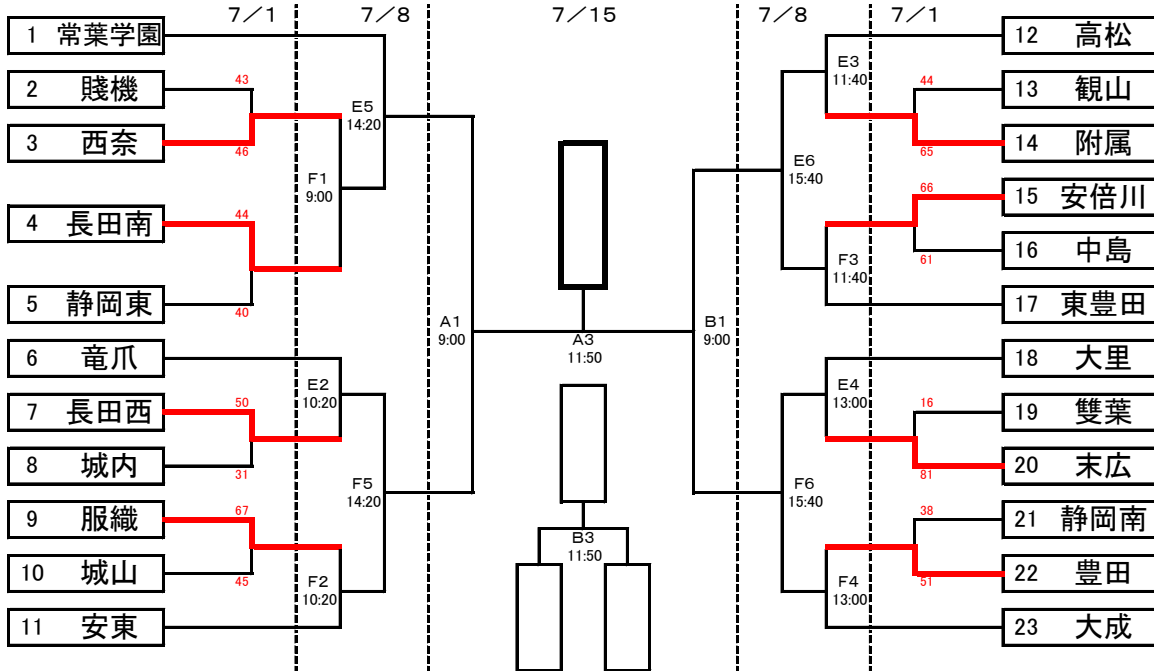 7/1
7/8
7/15
7/8
7/1
1 常葉学園
2 賤機
3 西奈
4 長田南
5 静岡東
6 竜爪
7 長田西
8 城内
9 服織
10 城山
11 安東
43
46
44
40
50
31
67
45
E5
14:20
F1
9:00
E2
10:20
F5
14:20
F2
10:20
A1
9:00
A3
11:50
B3
11:50
B1
9:00
E3
11:40
E6
15:40
F3
11:40
E4
13:00
F6
15:40
F4
13:00
44
65
66
61
16
81
38
51
12 高松
13 観山
14 附属
15 安倍川
16 中島
17 東豊田
18 大里
19 雙葉
20 末広
21 静岡南
22 豊田
23 大成